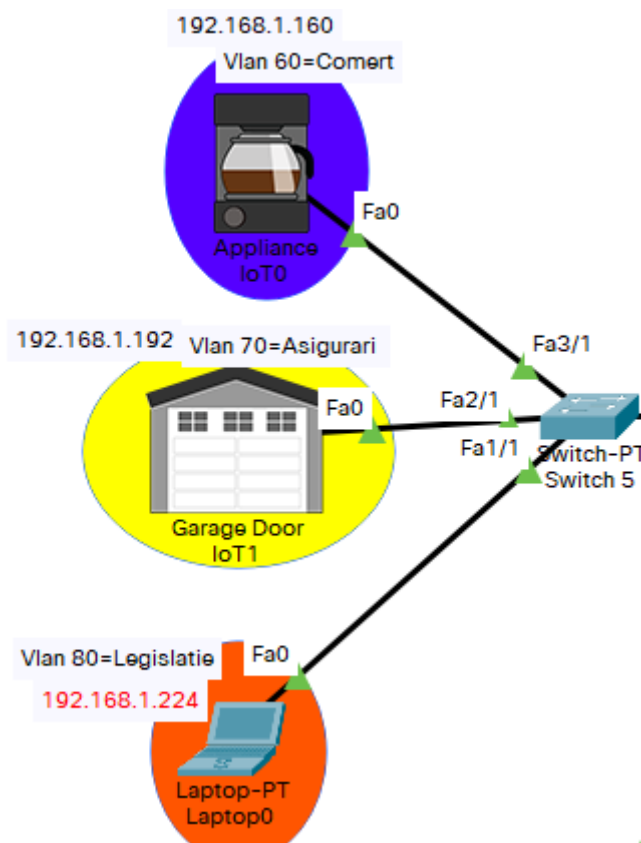 192.168.1.160
Vlan 60=Comert
Fa0
Appliance
IoT0
192.168.1.192
Vlan 70=Asigurari
Fa3/1
Fa0
Fa2/1
Fa1/1
Switch-PT
Switch 5
Garage Door
IoT1
Vlan 80=Legislatie
Fa0
192.168.1.224
Laptop-PT
Laptop0